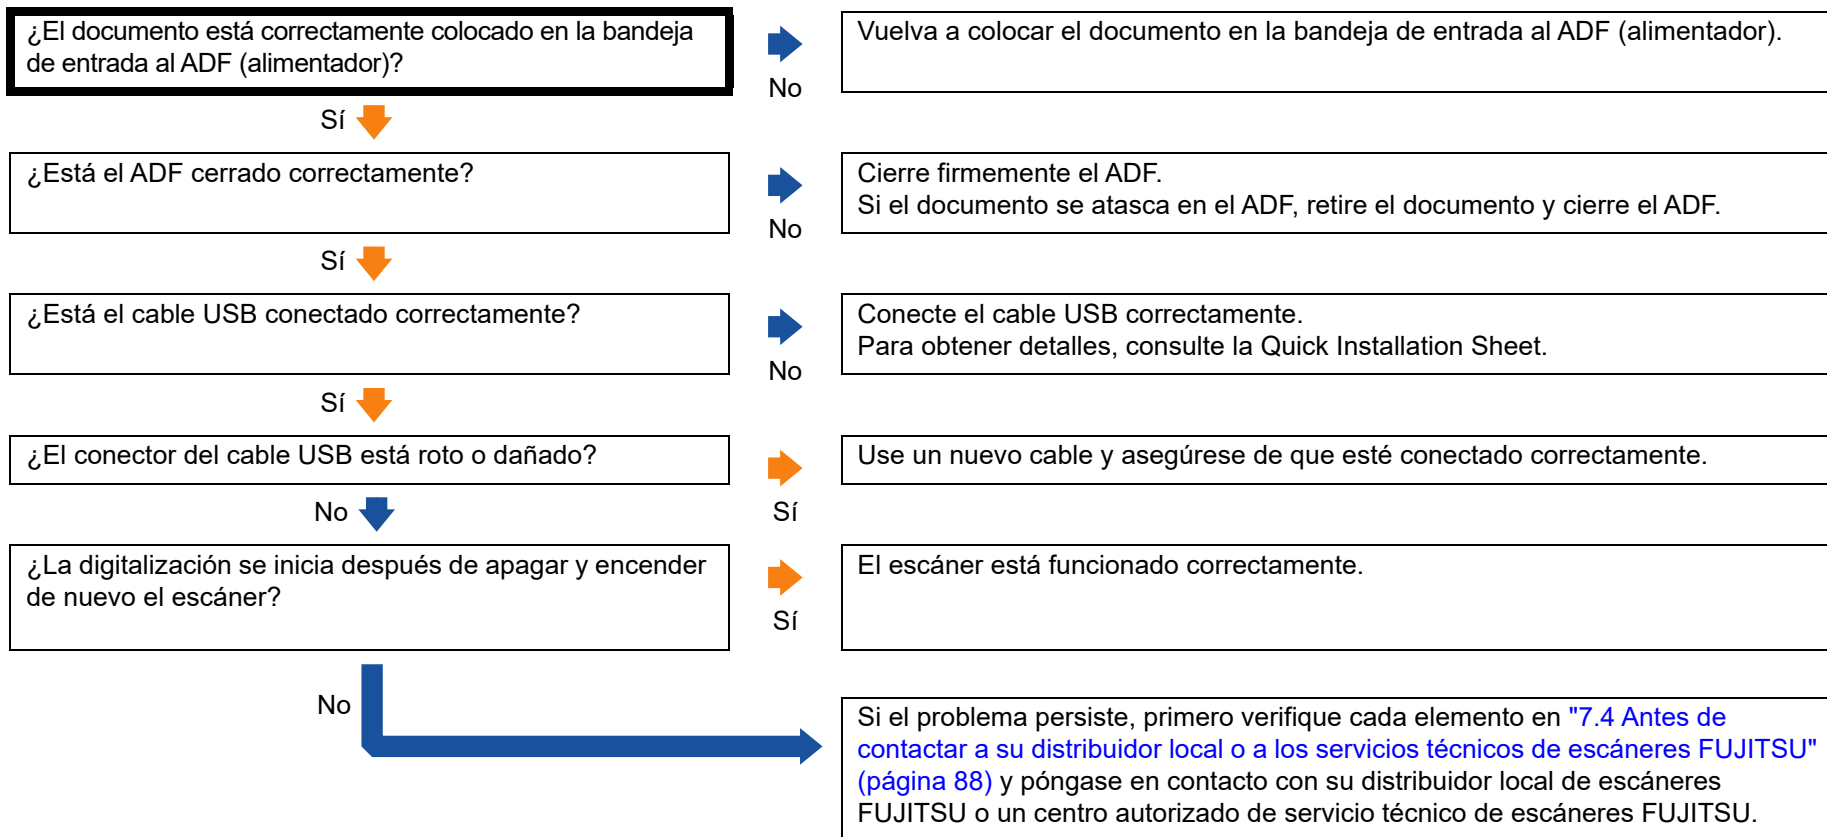 ¿El documento está correctamente colocado en la bandeja
de entrada al ADF (alimentador)?
No
Vuelva a colocar el documento en la bandeja de entrada al ADF (alimentador).
Sí
¿Está el ADF cerrado correctamente?
No
Cierre firmemente el ADF.
Si el documento se atasca en el ADF, retire el documento y cierre el ADF.
Sí
¿Está el cable USB conectado correctamente?
No
Conecte el cable USB correctamente.
Para obtener detalles, consulte la Quick Installation Sheet.
Sí
¿El conector del cable USB está roto o dañado?
Sí
Use un nuevo cable y asegúrese de que esté conectado correctamente.
No
¿La digitalización se inicia después de apagar y encender
de nuevo el escáner?
Sí
El escáner está funcionado correctamente.
No
Si el problema persiste, primero verifique cada elemento en "7.4 Antes de
contactar a su distribuidor local o a los servicios técnicos de escáneres FUJITSU"
(página 88) y póngase en contacto con su distribuidor local de escáneres
FUJITSU o un centro autorizado de servicio técnico de escáneres FUJITSU.